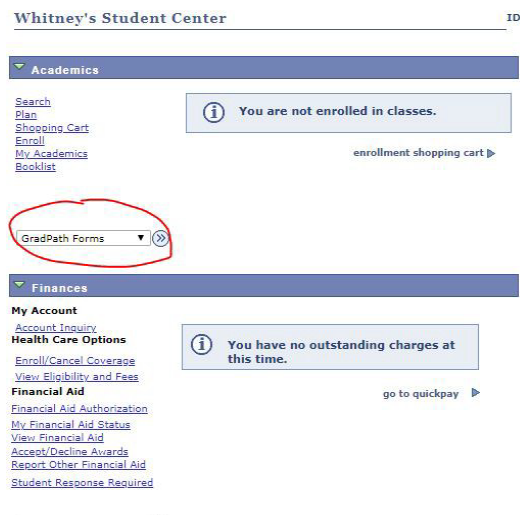 Whitney's Student Center
ID
Academics
Search
Plan
Shopping Cart
Enroll
My Academics
Booklist
You are not enrolled in classes.
enrollment shopping cart
GradPath Forms
Finances
My Account
Account Inquiry
Health Care Options
Enroll/Cancel Coverage
View Eligibility and Fees
Financial Aid
Financial Aid Authorization
My Financial Aid Status
View Financial Aid
Accept/Decline Awards
Report Other Financial Aid
Student Response Required
You have no outstanding charges at
this time.
go to quickpay